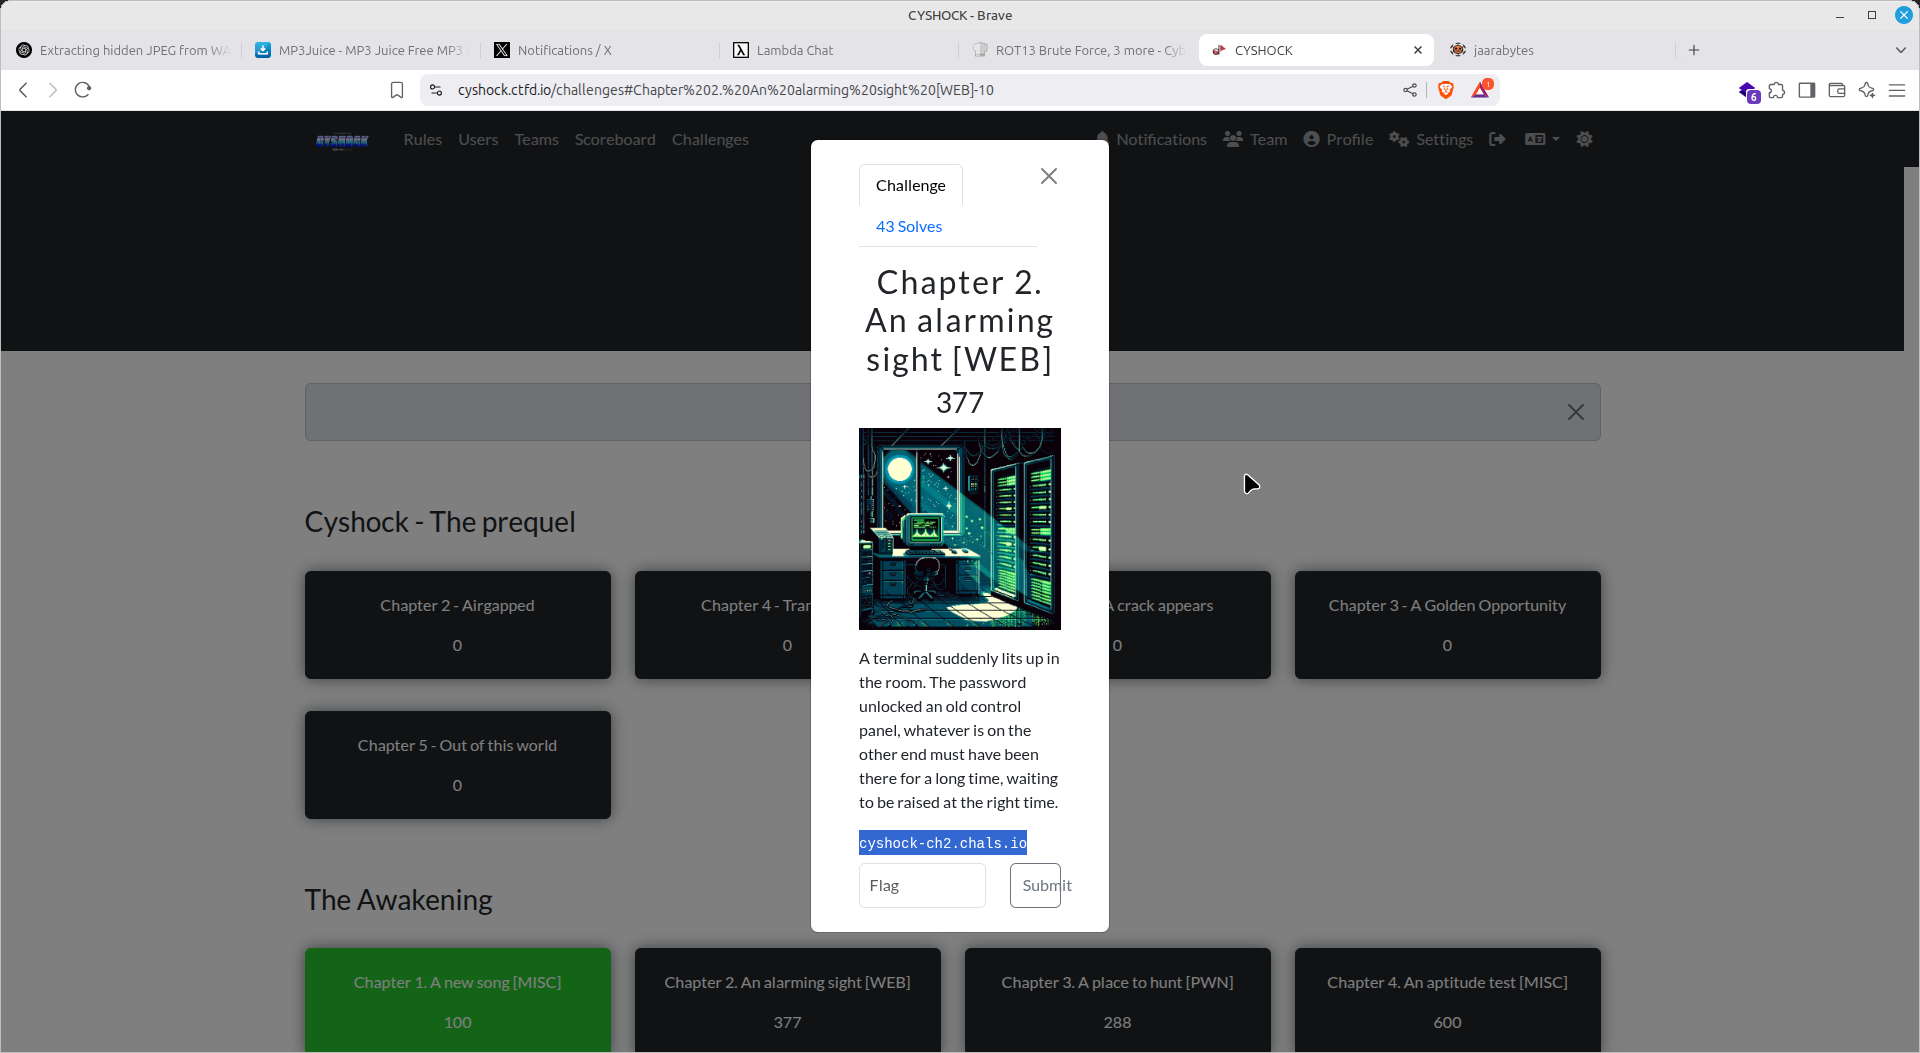 CYSHOCK - Brave
Extracting hidden JPEG from WA
MP3Juice - MP3 Juice Free MP3
Notifications / X
Lambda Chat
ROT13 Brute Force, 3 more - Cyb
CYSHOCK
jaarabytes
cyshock.ctfd.io/challenges#Chapter%202.%20An%20alarming%20sight%20[WEB]-10
1
6
CYSHOCK
Rules
Users
Teams
Scoreboard
Challenges
Notifications
Team
Profile
Settings
Challenge
43 Solves
Chapter 2.
An alarming
sight [WEB]
377
A terminal suddenly lits up in
the room. The password
unlocked an old control
panel, whatever is on the
other end must have been
there for a long time, waiting
to be raised at the right time.
cyshock-ch2.chals.io
Flag
Submit
Cyshock - The prequel
Chapter 2 - Airgapped
0
Chapter 4 - Tran
0
A crack appears
0
Chapter 3 - A Golden Opportunity
0
Chapter 5 - Out of this world
0
The Awakening
Chapter 1. A new song [MISC]
100
Chapter 2. An alarming sight [WEB]
377
Chapter 3. A place to hunt [PWN]
288
Chapter 4. An aptitude test [MISC]
600